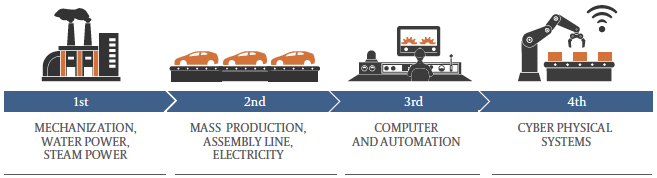 1st
2nd
3rd
4th
MECHANIZATION,
WATER POWER,
STEAM POWER
MASS PRODUCTION,
ASSEMBLY LINE,
ELECTRICITY
COMPUTER
AND AUTOMATION
CYBER PHYSICAL
SYSTEMS